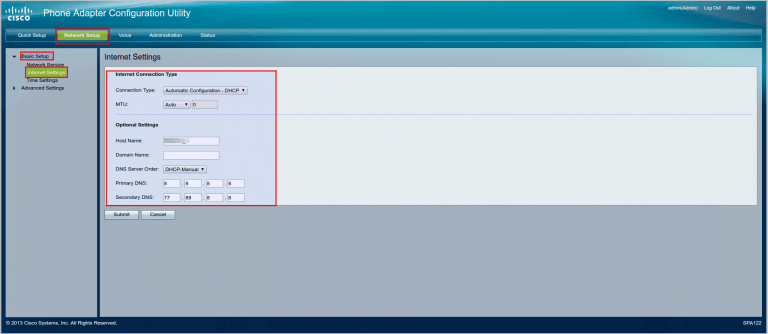 CISCO
Phone Adapter Configuration Utility
admin(Admin) Log Out About Help
Quick Setup Network Setup Voice Administration Status
Basic Setup
Network Service
Internet Settings
Time Settings
Advanced Settings
Internet Settings
Internet Connection Type
Connection Type: Automatic Configuration - DHCP
MTU: Auto 0
Optional Settings
Host Name:
Domain Name:
DNS Server Order: DHCP-Manual
Primary DNS: 8 . 8 . 8 . 8
Secondary DNS: 77 . 88 . 8 . 8
Submit Cancel
© 2013 Cisco Systems, Inc. All Rights Reserved. SPA122